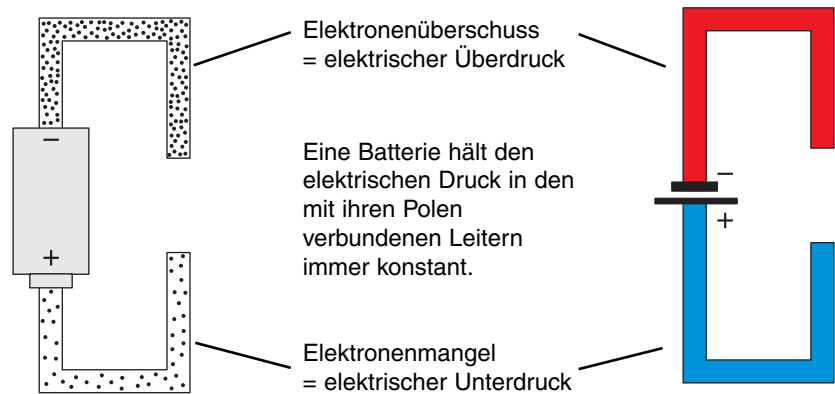 Elektronenüberschuss
= elektrischer Überdruck
−
+
Eine Batterie hält den
elektrischen Druck in den
mit ihren Polen
verbundenen Leitern
immer konstant.
−
+
Elektronenmangel
= elektrischer Unterdruck